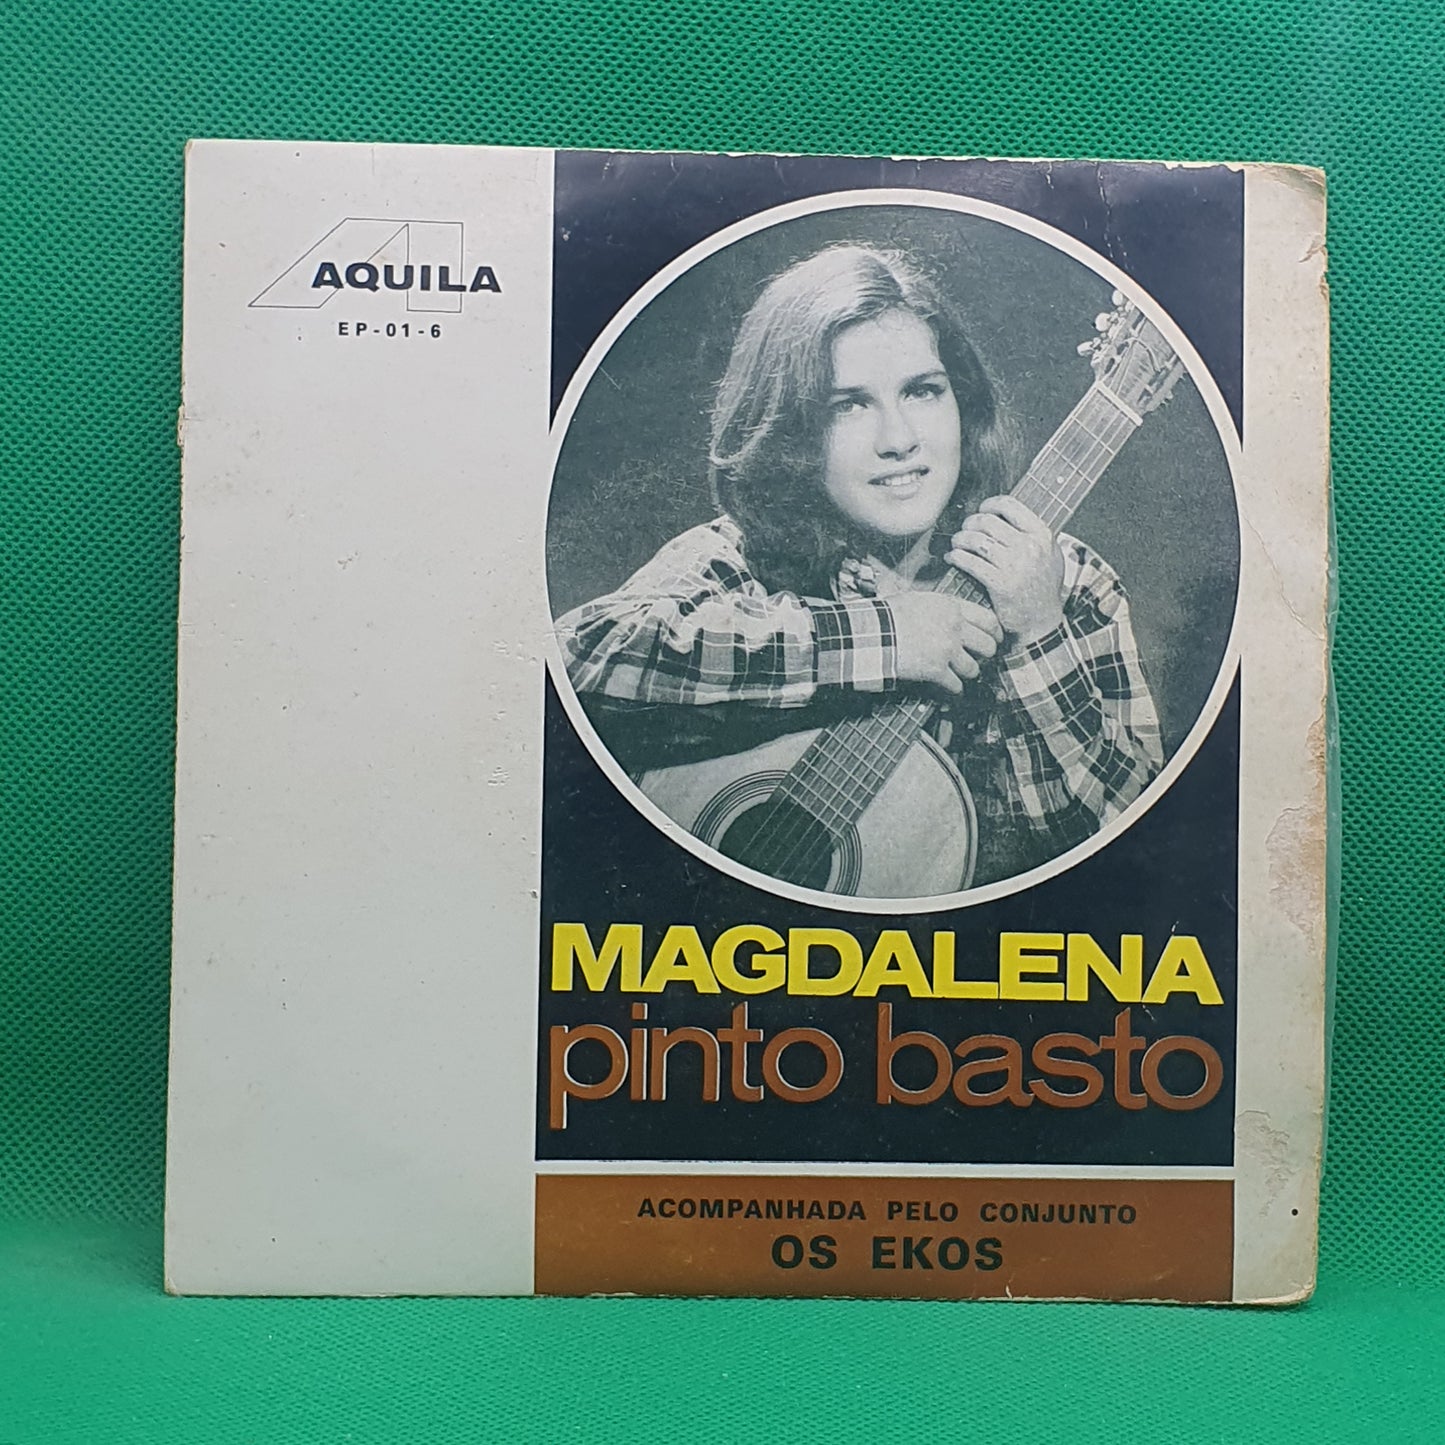 AQUILA
EP-01-6
MAGDALENA
pinto basto
ACOMPANHADA PELO CONJUNTO
OS EKOS